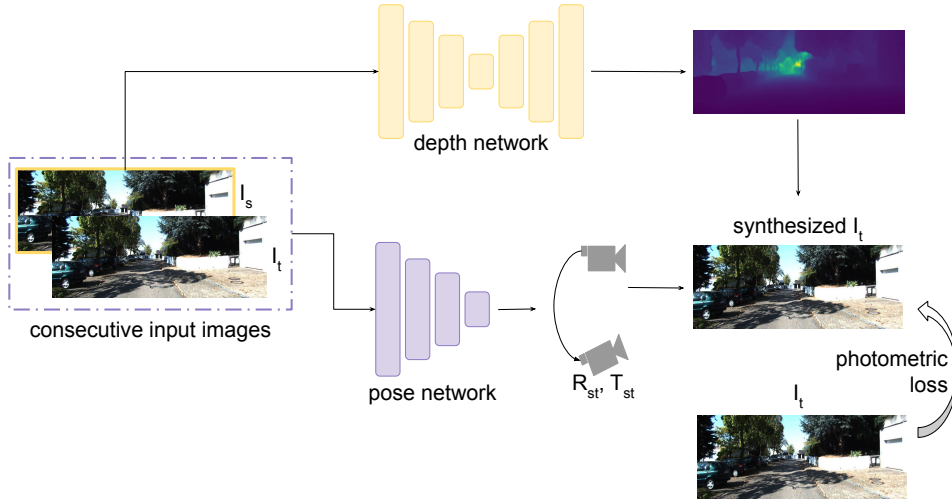 depth network
I_s
I_t
consecutive input images
pose network
R_st, T_st
synthesized I_t
photometric
loss
I_t